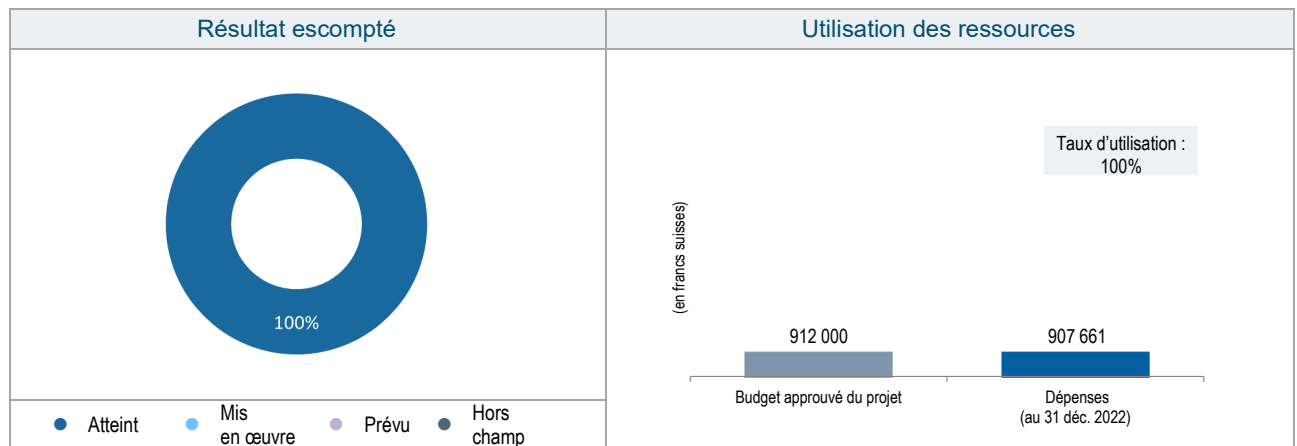 Résultat escompté
Utilisation des ressources
100%
Taux d’utilisation :
100%
(en francs suisses)
912 000
907 661
Budget approuvé du projet
Dépenses
(au 31 déc. 2022)
Atteint
Mis
en œuvre
Prévu
Hors
champ